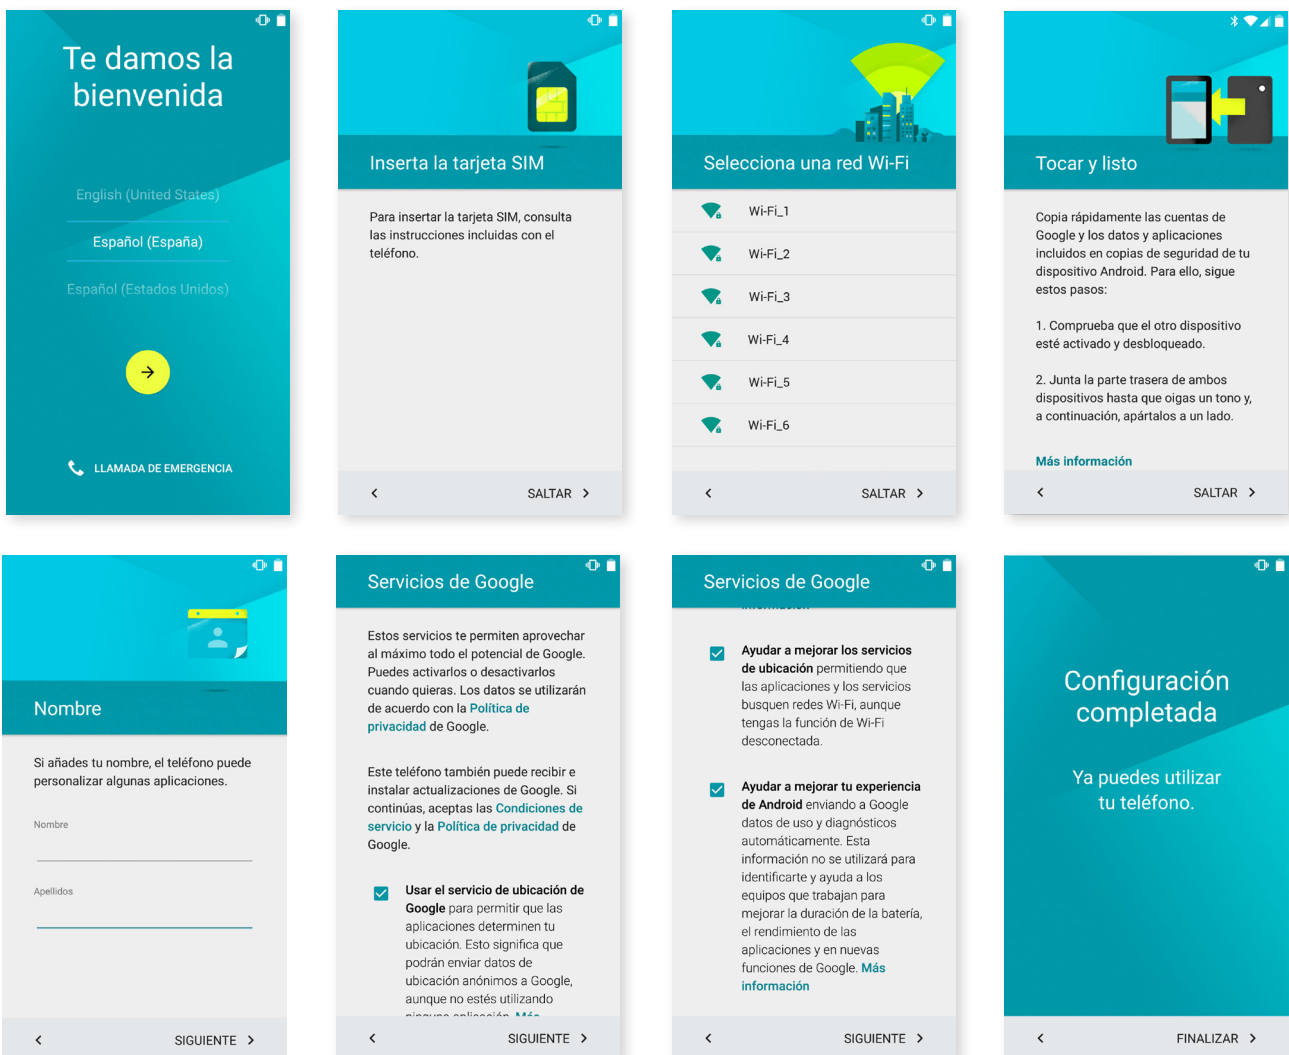 Te damos la
bienvenida
English (United States)
Español (España)
Español (Estados Unidos)
LLAMADA DE EMERGENCIA
Inserta la tarjeta SIM
Para insertar la tarjeta SIM, consulta
las instrucciones incluidas con el
teléfono.
SALTAR
Selecciona una red Wi-Fi
Wi-Fi_1
Wi-Fi_2
Wi-Fi_3
Wi-Fi_4
Wi-Fi_5
Wi-Fi_6
SALTAR
Tocar y listo
Copia rápidamente las cuentas de
Google y los datos y aplicaciones
incluidos en copias de seguridad de tu
dispositivo Android. Para ello, sigue
estos pasos:
1. Comprueba que el otro dispositivo
esté activado y desbloqueado.
2. Junta la parte trasera de ambos
dispositivos hasta que oigas un tono y,
a continuación, apártalos a un lado.
Más información
SALTAR
Nombre
Si añades tu nombre, el teléfono puede
personalizar algunas aplicaciones.
Nombre
Apellidos
SIGUIENTE
Servicios de Google
Estos servicios te permiten aprovechar
al máximo todo el potencial de Google.
Puedes activarlos o desactivarlos
cuando quieras. Los datos se utilizarán
de acuerdo con la Política de
privacidad de Google.
Este teléfono también puede recibir e
instalar actualizaciones de Google. Si
continúas, aceptas las Condiciones de
servicio y la Política de privacidad de
Google.
Usar el servicio de ubicación de
Google para permitir que las
aplicaciones determinen tu
ubicación. Esto significa que
podrán enviar datos de
ubicación anónimos a Google,
aunque no estés utilizando
ninguna aplicación. Más
SIGUIENTE
Servicios de Google
información
Ayudar a mejorar los servicios
de ubicación permitiendo que
las aplicaciones y los servicios
busquen redes Wi-Fi, aunque
tengas la función de Wi-Fi
desconectada.
Ayudar a mejorar tu experiencia
de Android enviando a Google
datos de uso y diagnósticos
automáticamente. Esta
información no se utilizará para
identificarte y ayuda a los
equipos que trabajan para
mejorar la duración de la batería,
el rendimiento de las
aplicaciones y en nuevas
funciones de Google. Más
información
SIGUIENTE
Configuración
completada
Ya puedes utilizar
tu teléfono.
FINALIZAR